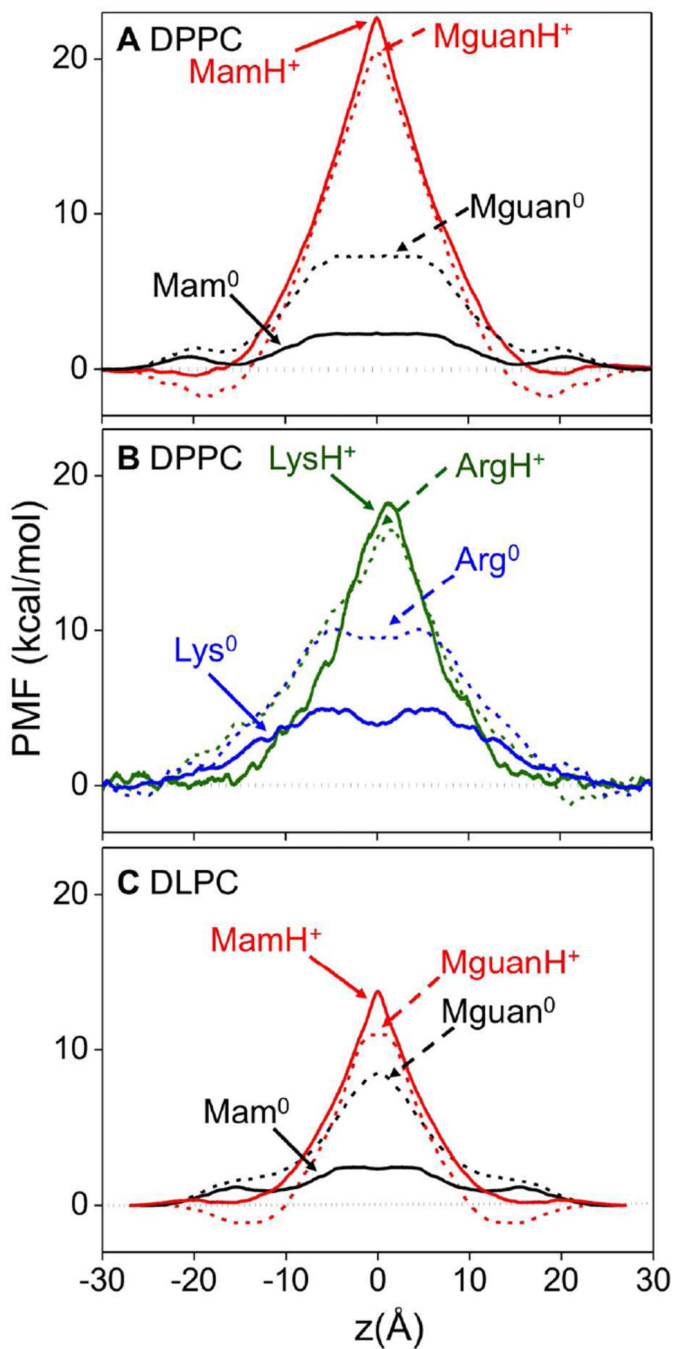 A DPPC
MamH⁺
MguanH⁺
Mguan⁰
Mam⁰
20
10
0
B DPPC
LysH⁺
ArgH⁺
Arg⁰
Lys⁰
20
10
0
PMF (kcal/mol)
C DLPC
MamH⁺
MguanH⁺
Mguan⁰
Mam⁰
20
10
0
-30 -20 -10 0 10 20 30
z(Å)